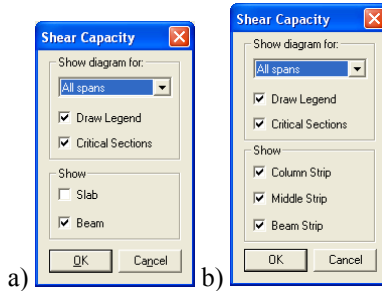 Shear Capacity
Show diagram for:
All spans
Draw Legend
Critical Sections
Show
Slab
Beam
OK Cancel
a)
Shear Capacity
Show diagram for:
All spans
Draw Legend
Critical Sections
Show
Column Strip
Middle Strip
Beam Strip
OK Cancel
b)